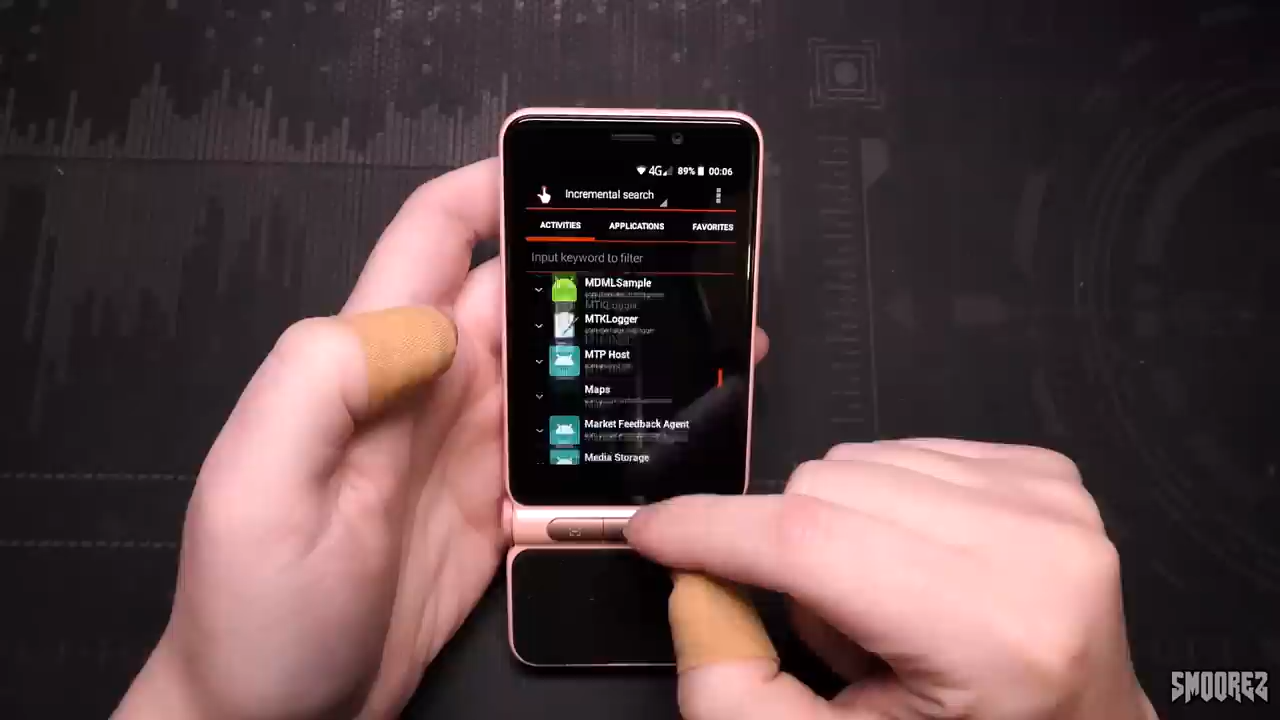 4G 89% 00:06
Incremental search
ACTIVITIES APPLICATIONS FAVORITES
Input keyword to filter
MDMLSample
MTKLogger
MTP Host
Maps
Market Feedback Agent
Media Storage
SMOOREZ